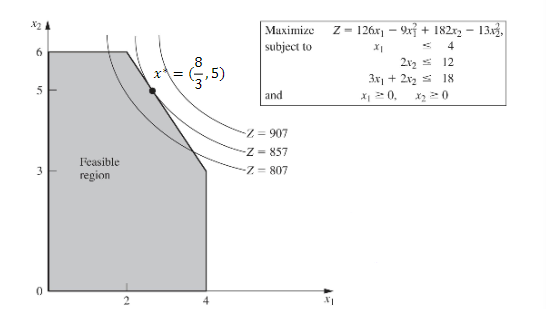 x₂
6
5
3
0
2
4
x₁
x* = (8/3, 5)
Feasible
region
Z = 907
Z = 857
Z = 807
Maximize Z = 126x₁ − 9x₁² + 182x₂ − 13x₂²,
subject to x₁ ≤ 4
2x₂ ≤ 12
3x₁ + 2x₂ ≤ 18
and x₁ ≥ 0, x₂ ≥ 0